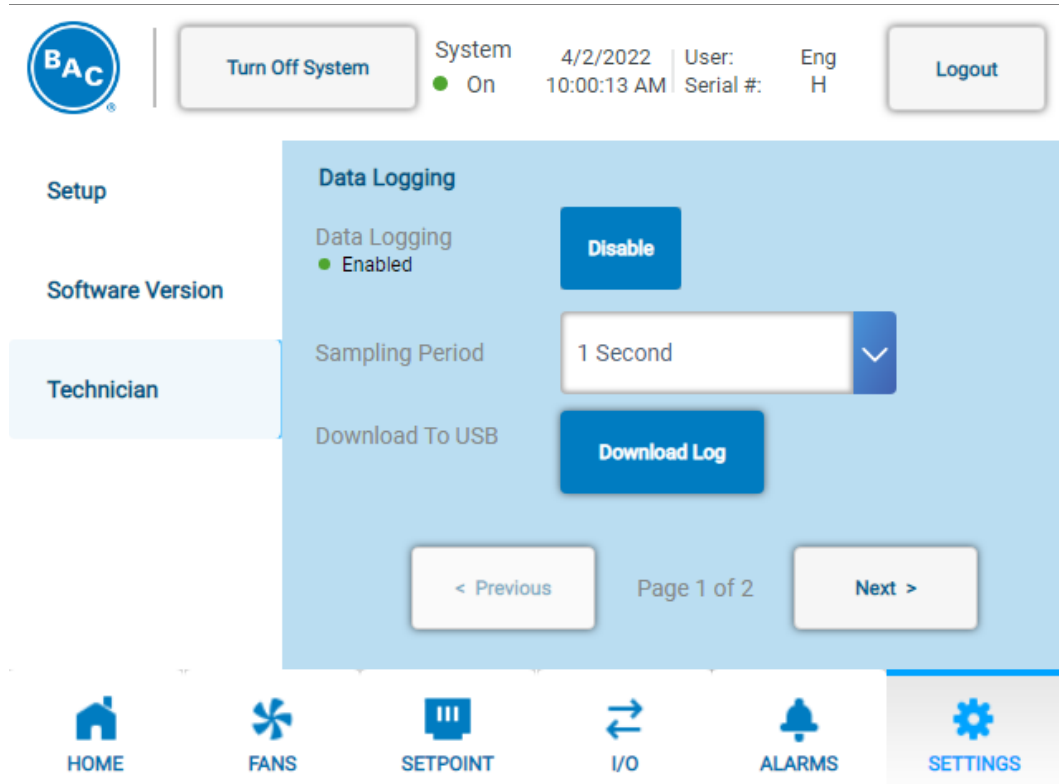 BAC
®
Turn Off System
System
On
4/2/2022
10:00:13 AM
User: Eng
Serial #: H
Logout
Setup
Software Version
Technician
Data Logging
Data Logging
Enabled
Disable
Sampling Period
1 Second
Download To USB
Download Log
< Previous
Page 1 of 2
Next >
HOME
FANS
SETPOINT
I/O
ALARMS
SETTINGS